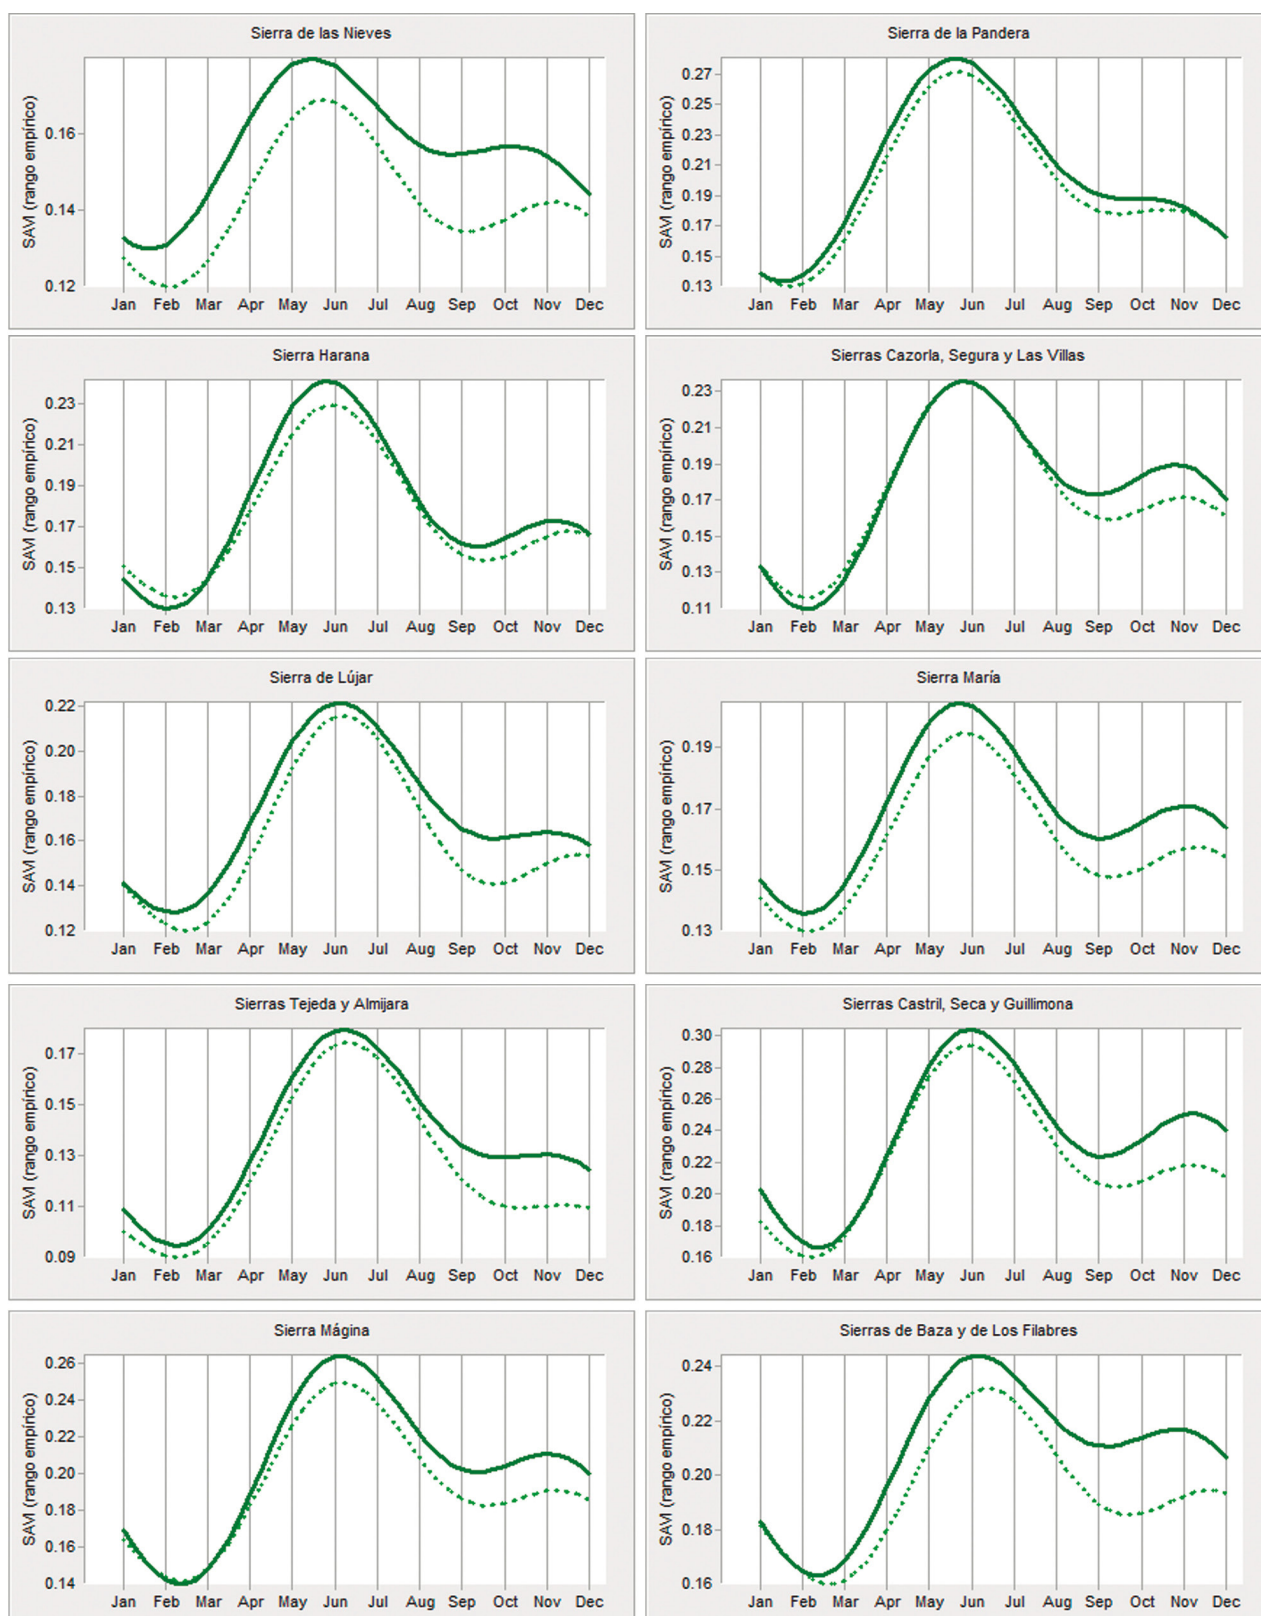 Sierra de las Nieves
SAVI (rango empírico)
0.16
0.14
0.12
Jan Feb Mar Apr May Jun Jul Aug Sep Oct Nov Dec
Sierra de la Pandera
SAVI (rango empírico)
0.27
0.25
0.23
0.21
0.19
0.17
0.15
0.13
Jan Feb Mar Apr May Jun Jul Aug Sep Oct Nov Dec
Sierra Harana
SAVI (rango empírico)
0.23
0.21
0.19
0.17
0.15
0.13
Jan Feb Mar Apr May Jun Jul Aug Sep Oct Nov Dec
Sierras Cazorla, Segura y Las Villas
SAVI (rango empírico)
0.23
0.21
0.19
0.17
0.15
0.13
0.11
Jan Feb Mar Apr May Jun Jul Aug Sep Oct Nov Dec
Sierra de Lújar
SAVI (rango empírico)
0.22
0.20
0.18
0.16
0.14
0.12
Jan Feb Mar Apr May Jun Jul Aug Sep Oct Nov Dec
Sierra María
SAVI (rango empírico)
0.19
0.17
0.15
0.13
Jan Feb Mar Apr May Jun Jul Aug Sep Oct Nov Dec
Sierras Tejeda y Almijara
SAVI (rango empírico)
0.17
0.15
0.13
0.11
0.09
Jan Feb Mar Apr May Jun Jul Aug Sep Oct Nov Dec
Sierras Castril, Seca y Guillimona
SAVI (rango empírico)
0.30
0.28
0.26
0.24
0.22
0.20
0.18
0.16
Jan Feb Mar Apr May Jun Jul Aug Sep Oct Nov Dec
Sierra Mágina
SAVI (rango empírico)
0.26
0.24
0.22
0.20
0.18
0.16
0.14
Jan Feb Mar Apr May Jun Jul Aug Sep Oct Nov Dec
Sierras de Baza y de Los Filabres
SAVI (rango empírico)
0.24
0.22
0.20
0.18
0.16
Jan Feb Mar Apr May Jun Jul Aug Sep Oct Nov Dec